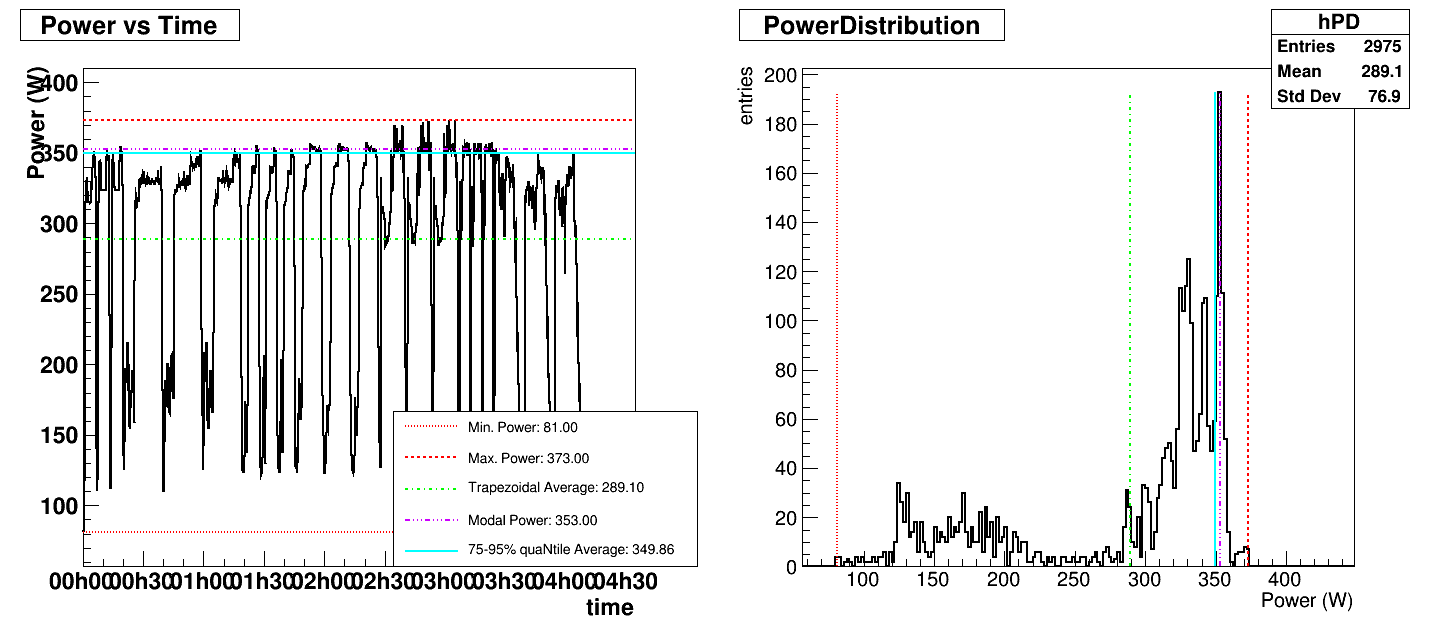 Power vs Time
Power (W)
400
350
300
250
200
150
100
00h00 00h30 01h00 01h30 02h00 02h30 03h00 03h30 04h00 04h30
time
Min. Power: 81.00
Max. Power: 373.00
Trapezoidal Average: 289.10
Modal Power: 353.00
75-95% quaNtile Average: 349.86
PowerDistribution
hPD
Entries 2975
Mean 289.1
Std Dev 76.9
entries
200
180
160
140
120
100
80
60
40
20
0
100 150 200 250 300 350 400
Power (W)